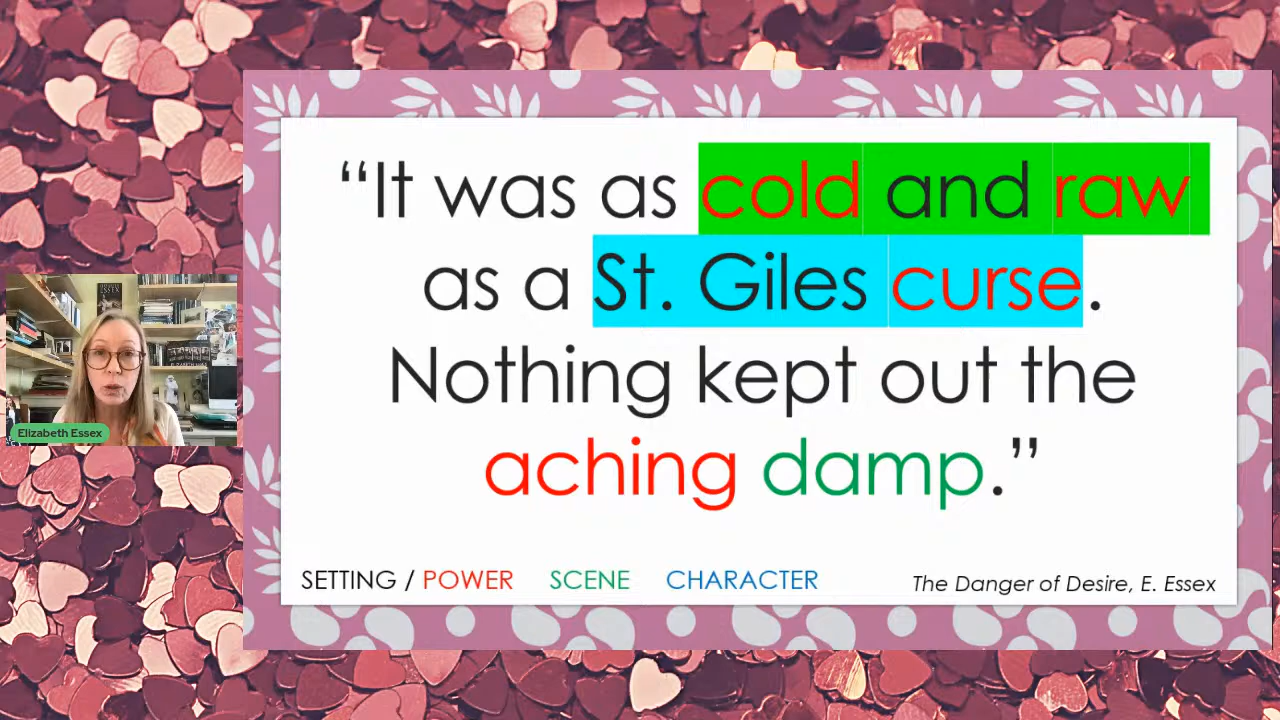 “It was as cold and raw
as a St. Giles curse.
Nothing kept out the
aching damp.”
SETTING / POWER SCENE CHARACTER
The Danger of Desire, E. Essex
Elizabeth Essex